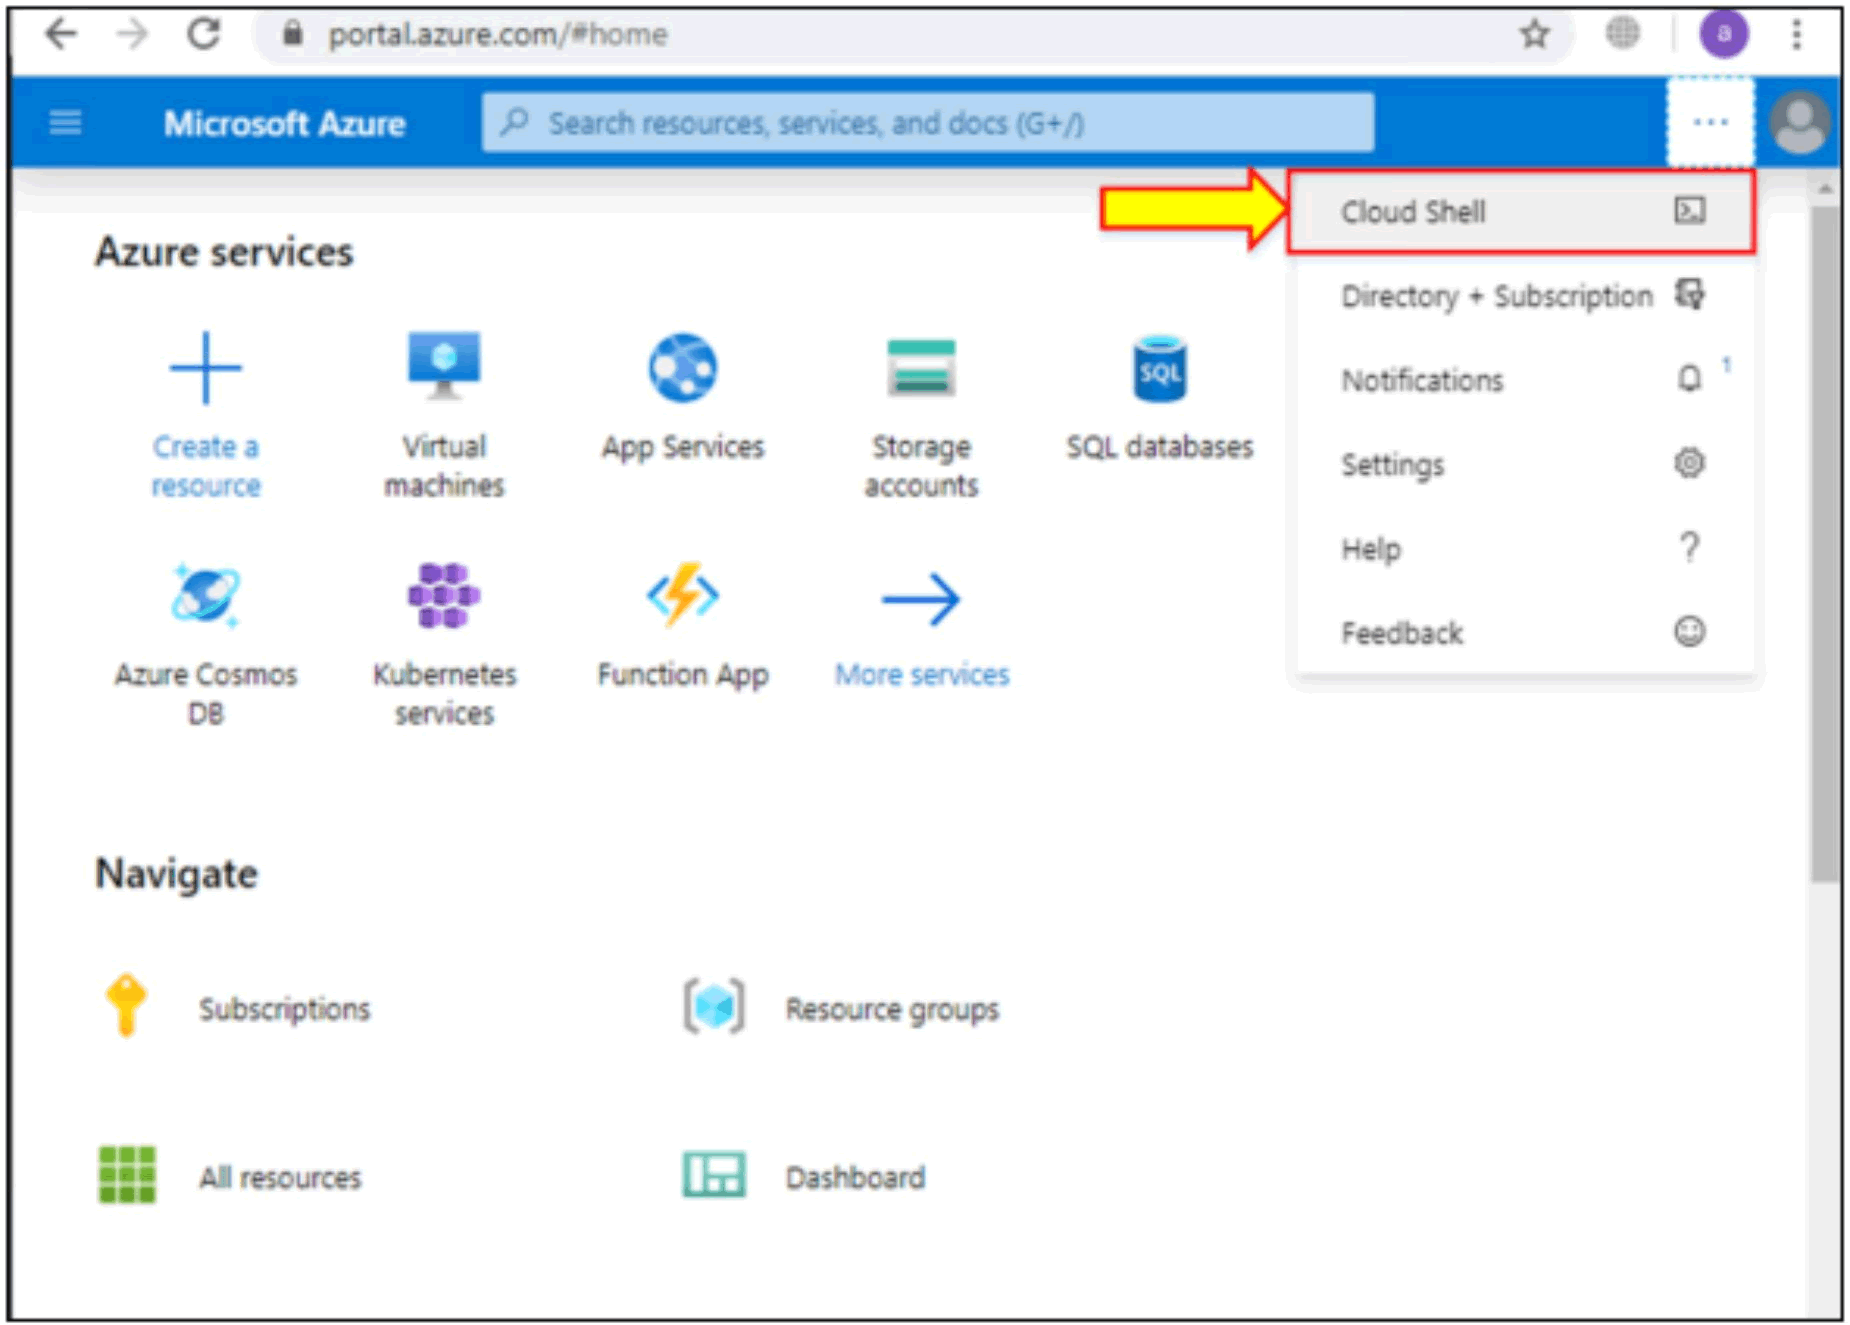 portal.azure.com/#home
a
Microsoft Azure
Search resources, services, and docs (G+/)
...
Cloud Shell
Directory + Subscription
Notifications
1
Settings
Help
?
Feedback
Azure services
Create a
resource
Virtual
machines
App Services
Storage
accounts
SQL
SQL databases
Azure Cosmos
DB
Kubernetes
services
Function App
More services
Navigate
Subscriptions
Resource groups
All resources
Dashboard